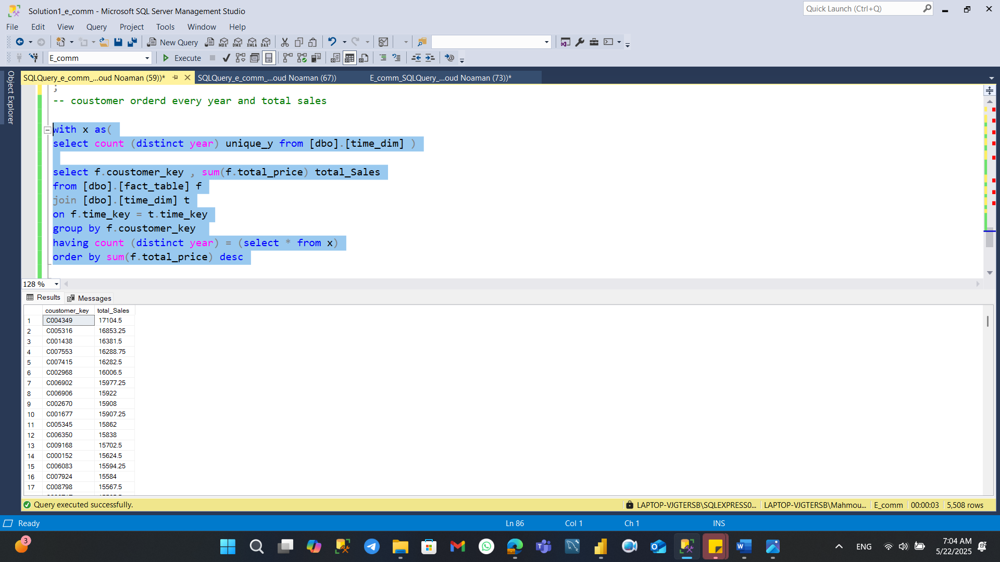 Solution1_e_comm - Microsoft SQL Server Management Studio
Quick Launch (Ctrl+Q)
File Edit View Query Project Tools Window Help
New Query
MDX DMX XMLA DAX
E_comm
Execute
Object Explorer
SQLQuery_e_comm_...oud Noaman (59))*
SQLQuery_e_comm_...oud Noaman (67))
E_comm_SQLQuery_...oud Noaman (73))*
;
-- coustomer orderd every year and total sales
with x as(
select count (distinct year) unique_y from [dbo].[time_dim] )
select f.coustomer_key , sum(f.total_price) total_Sales
from [dbo].[fact_table] f
join [dbo].[time_dim] t
on f.time_key = t.time_key
group by f.coustomer_key
having count (distinct year) = (select * from x)
order by sum(f.total_price) desc
128 %
Results Messages
coustomer_key total_Sales
1 C004349 17104.5
2 C005316 16853.25
3 C001438 16381.5
4 C007553 16288.75
5 C007415 16282.5
6 C002968 16006.5
7 C006902 15977.25
8 C006906 15922
9 C002670 15908
10 C001677 15907.25
11 C005345 15862
12 C006350 15838
13 C009168 15702.5
14 C000152 15624.5
15 C006083 15594.25
16 C007924 15584
17 C008798 15567.5
Query executed successfully.
LAPTOP-VJGTERSB\SQLEXPRESS0... LAPTOP-VJGTERSB\Mahmou... E_comm 00:00:03 5,508 rows
Ready
Ln 86 Col 1 Ch 1 INS
3
ENG
7:04 AM
5/22/2025